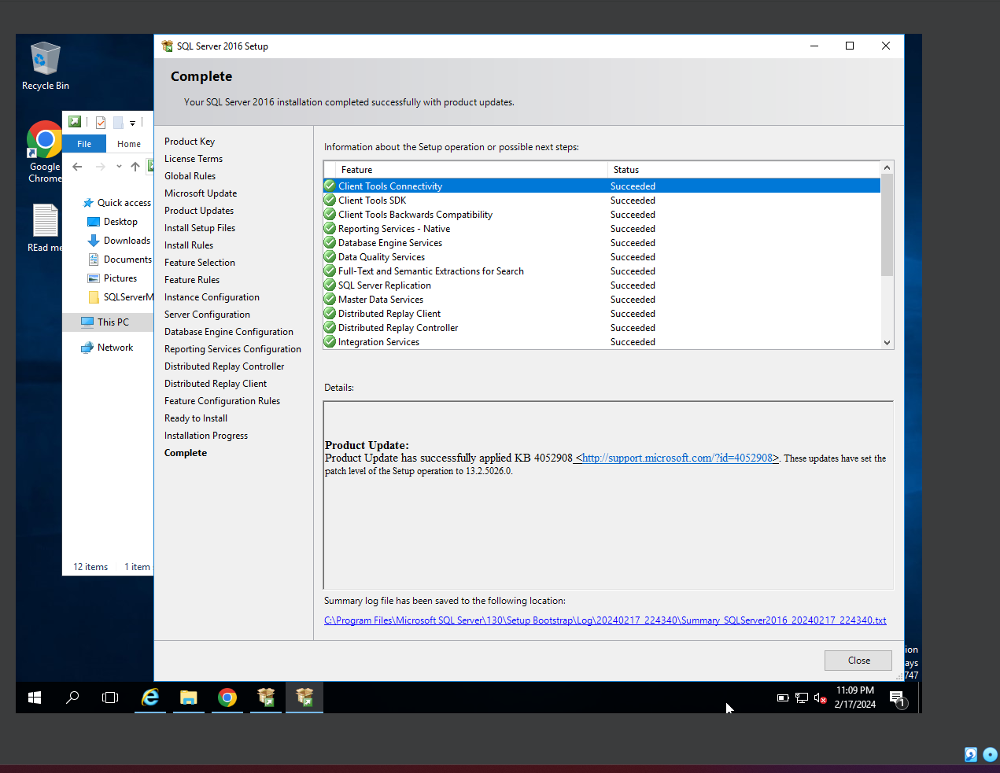 SQL Server 2016 Setup
Complete
Your SQL Server 2016 installation completed successfully with product updates.
Recycle Bin
Google
Chrome
REad me
File
Home
Quick access
Desktop
Downloads
Documents
Pictures
SQLServerM
This PC
Network
12 items
1 item
Product Key
License Terms
Global Rules
Microsoft Update
Product Updates
Install Setup Files
Install Rules
Feature Selection
Feature Rules
Instance Configuration
Server Configuration
Database Engine Configuration
Reporting Services Configuration
Distributed Replay Controller
Distributed Replay Client
Feature Configuration Rules
Ready to Install
Installation Progress
Complete
Information about the Setup operation or possible next steps:
Feature Status
Client Tools Connectivity Succeeded
Client Tools SDK Succeeded
Client Tools Backwards Compatibility Succeeded
Reporting Services - Native Succeeded
Database Engine Services Succeeded
Data Quality Services Succeeded
Full-Text and Semantic Extractions for Search Succeeded
SQL Server Replication Succeeded
Master Data Services Succeeded
Distributed Replay Client Succeeded
Distributed Replay Controller Succeeded
Integration Services Succeeded
Details:
Product Update:
Product Update has successfully applied KB 4052908 <http://support.microsoft.com/?id=4052908>. These updates have set the
patch level of the Setup operation to 13.2.5026.0.
Summary log file has been saved to the following location:
C:\Program Files\Microsoft SQL Server\130\Setup Bootstrap\Log\20240217_224340\Summary_SQLServer2016_20240217_224340.txt
Close
ion
ays
747
11:09 PM
2/17/2024
1